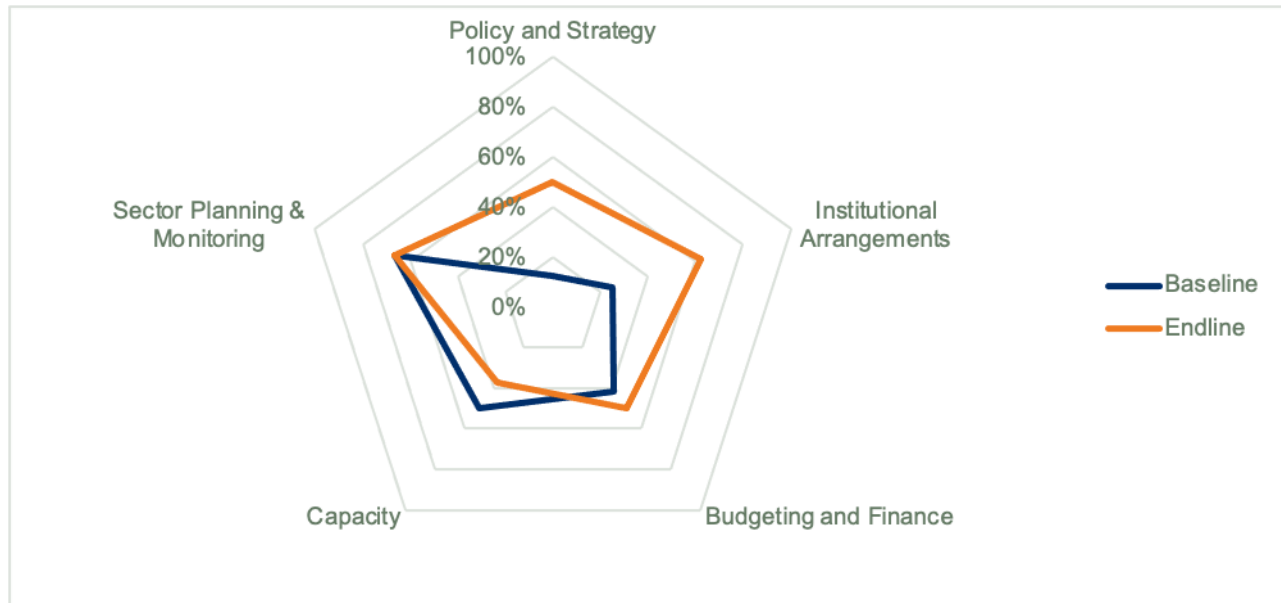 Policy and Strategy
100%
80%
60%
40%
20%
0%
Sector Planning &
Monitoring
Institutional
Arrangements
Capacity
Budgeting and Finance
Baseline
Endline